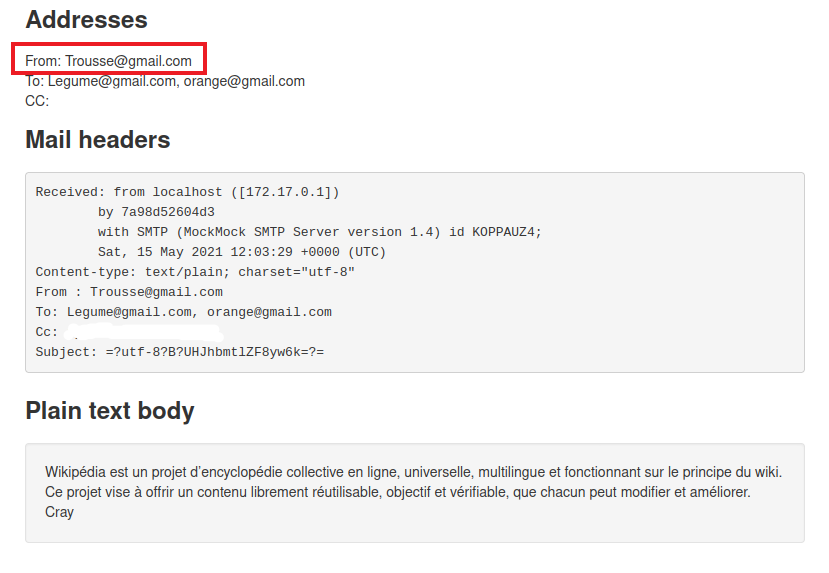 Addresses
From: Trousse@gmail.com
To: Legume@gmail.com, orange@gmail.com
CC:
Mail headers
Received: from localhost ([172.17.0.1])
by 7a98d52604d3
with SMTP (MockMock SMTP Server version 1.4) id KOPPAUZ4;
Sat, 15 May 2021 12:03:29 +0000 (UTC)
Content-type: text/plain; charset="utf-8"
From : Trousse@gmail.com
To: Legume@gmail.com, orange@gmail.com
Cc:
Subject: =?utf-8?B?UHJhbmtlZF8yw6k=?=
Plain text body
Wikipédia est un projet d’encyclopédie collective en ligne, universelle, multilingue et fonctionnant sur le principe du wiki.
Ce projet vise à offrir un contenu librement réutilisable, objectif et vérifiable, que chacun peut modifier et améliorer.
Cray